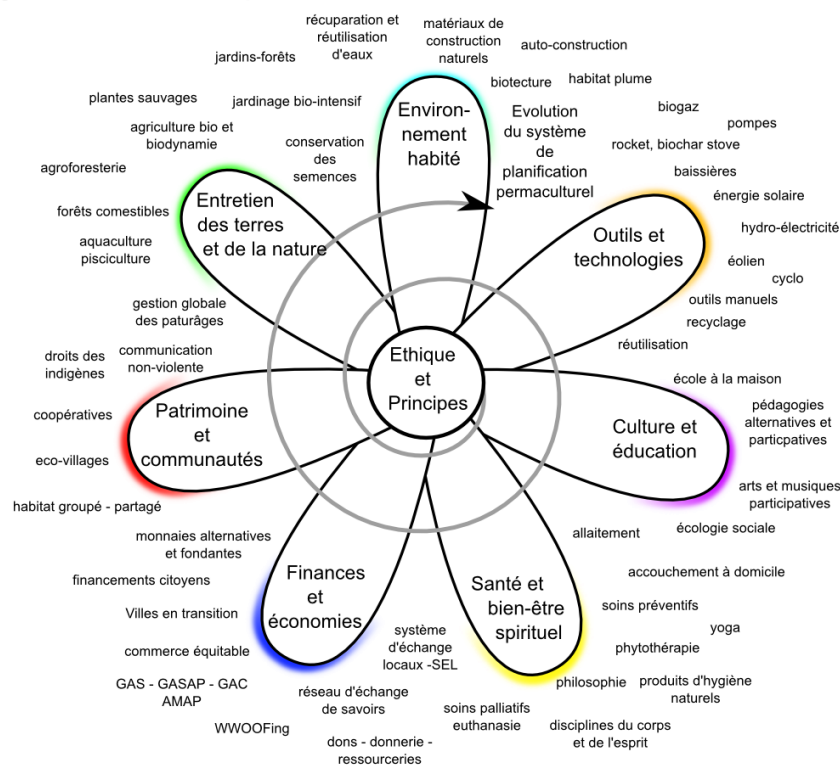 récuparation et
réutilisation
d'eaux
matériaux de
construction
naturels
auto-construction
jardins-forêts
biotecture
habitat plume
plantes sauvages
jardinage bio-intensif
Environ-
nement
habité
Evolution
du système
de
planification
permaculturel
biogaz
pompes
agriculture bio et
biodynamie
conservation
des
semences
rocket, biochar stove
baissières
agroforesterie
Entretien
des terres
et de la nature
énergie solaire
forêts comestibles
Outils et
technologies
hydro-électricité
aquaculture
pisciculture
éolien
cyclo
outils manuels
gestion globale
des paturâges
recyclage
réutilisation
droits des
indigènes
communication
non-violente
Ethique
et
Principes
école à la maison
coopératives
Patrimoine
et
communautés
Culture et
éducation
pédagogies
alternatives et
particpatives
eco-villages
arts et musiques
participatives
habitat groupé - partagé
écologie sociale
monnaies alternatives
et fondantes
allaitement
financements citoyens
Finances
et
économies
Santé et
bien-être
spirituel
accouchement à domicile
Villes en transition
soins préventifs
yoga
commerce équitable
système
d'échange
locaux -SEL
phytothérapie
GAS - GASAP - GAC
AMAP
réseau d'échange
de savoirs
philosophie
produits d'hygiène
naturels
WWOOFing
soins palliatifs
euthanasie
disciplines du corps
et de l'esprit
dons - donnerie -
ressourceries